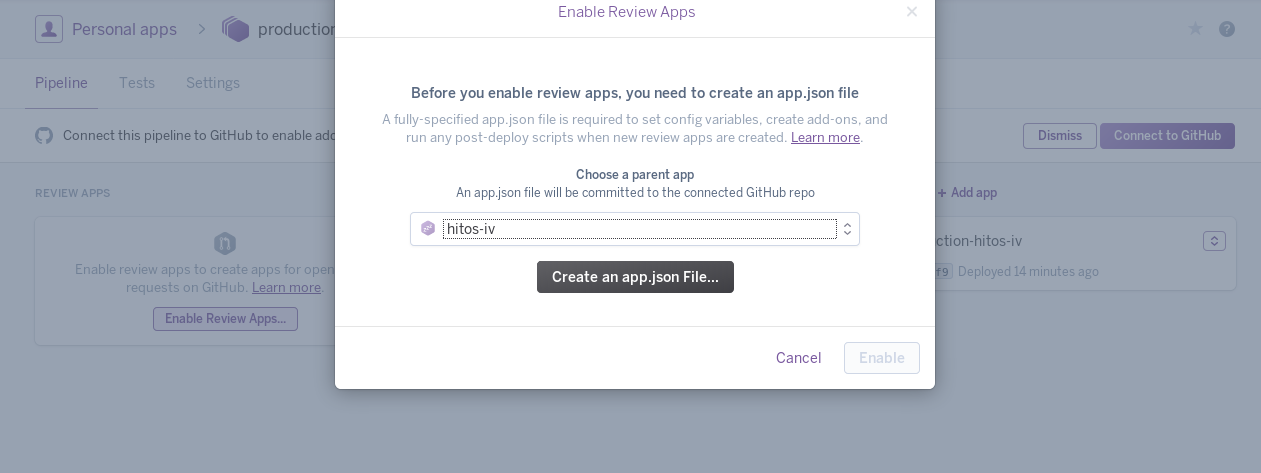 Enable Review Apps
Personal apps
production
Pipeline
Tests
Settings
Connect this pipeline to GitHub to enable add
Dismiss
Connect to GitHub
Before you enable review apps, you need to create an app.json file
A fully-specified app.json file is required to set config variables, create add-ons, and
run any post-deploy scripts when new review apps are created. Learn more.
Choose a parent app
An app.json file will be committed to the connected GitHub repo
hitos-iv
Create an app.json File...
Cancel
Enable
REVIEW APPS
Enable review apps to create apps for open
requests on GitHub. Learn more.
Enable Review Apps...
+ Add app
ction-hitos-iv
f9
Deployed 14 minutes ago